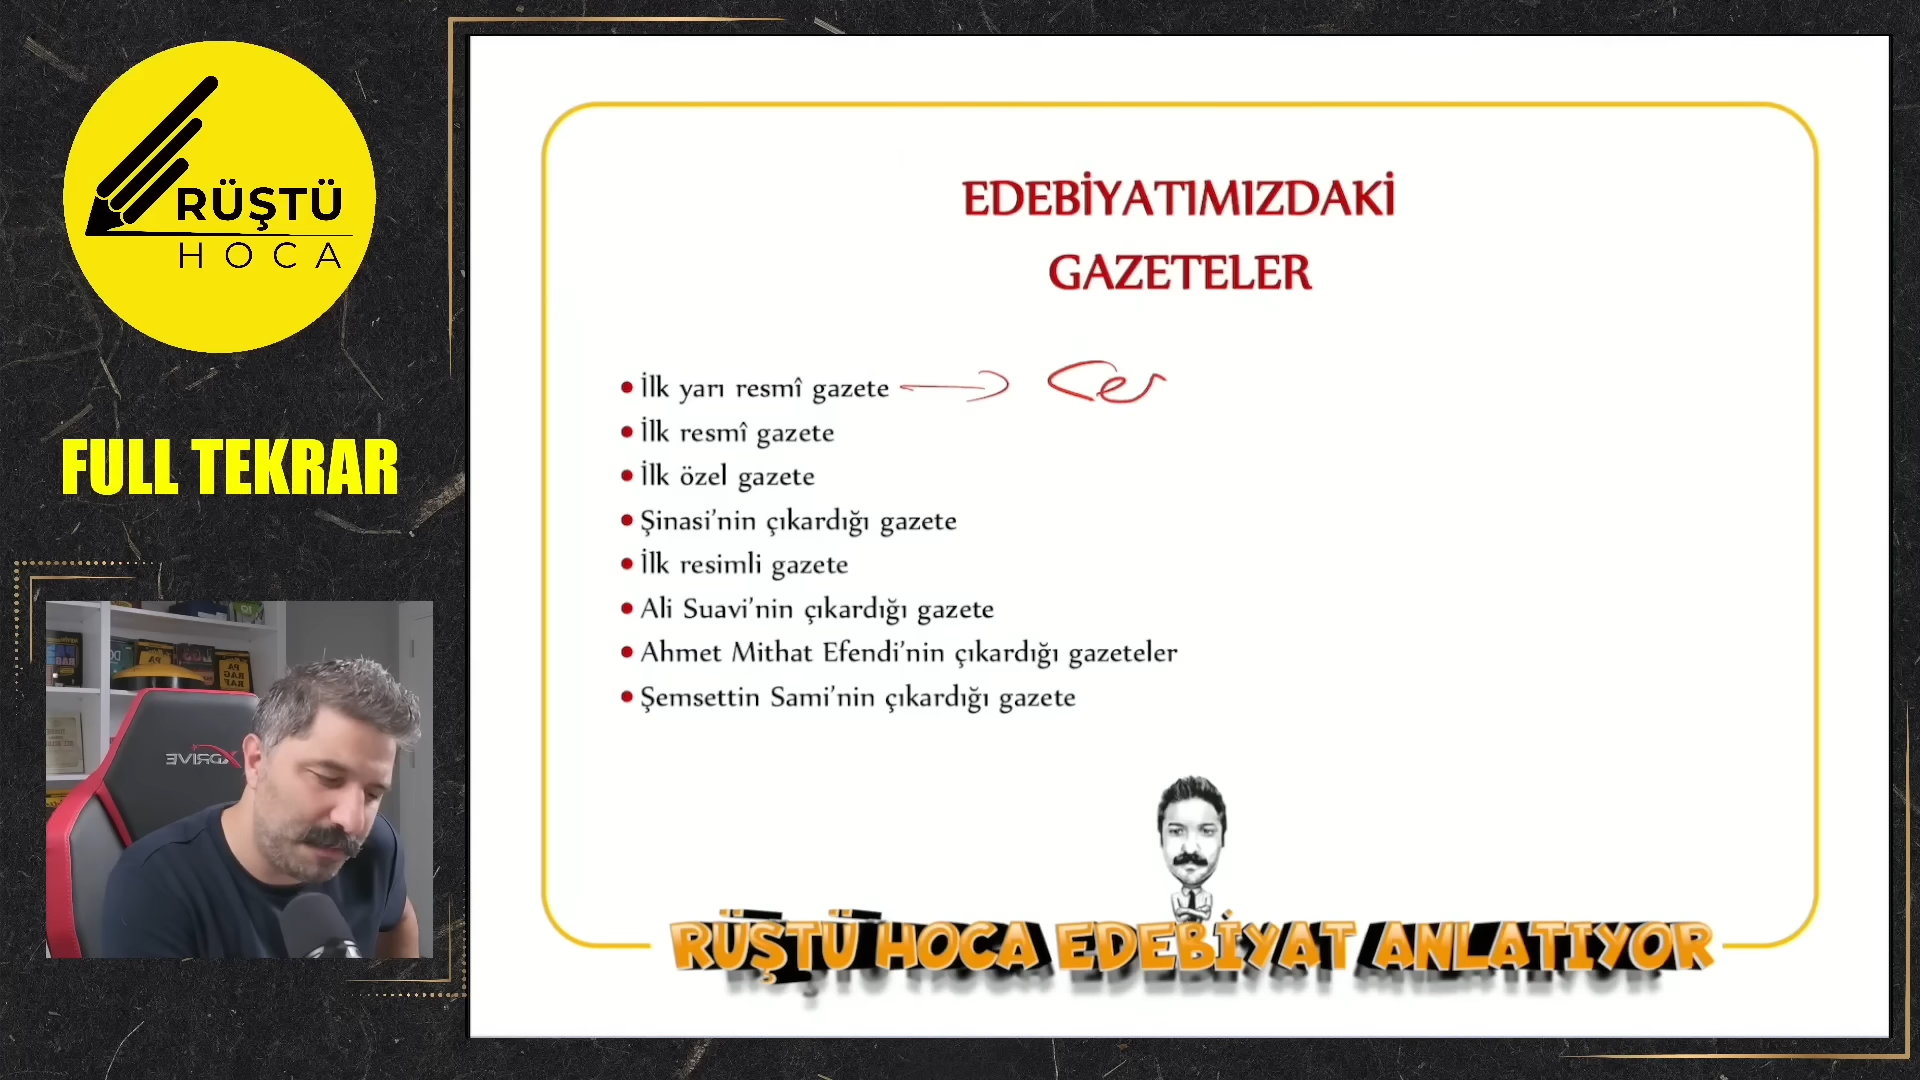 RÜŞTÜ
HOCA
FULL TEKRAR
XDRIVE
EDEBİYATIMIZDAKİ
GAZETELER
• İlk yarı resmî gazete → Cer
• İlk resmî gazete
• İlk özel gazete
• Şinasi'nin çıkardığı gazete
• İlk resimli gazete
• Ali Suavi'nin çıkardığı gazete
• Ahmet Mithat Efendi'nin çıkardığı gazeteler
• Şemsettin Sami'nin çıkardığı gazete
RÜŞTÜ HOCA EDEBİYAT ANLATIYOR